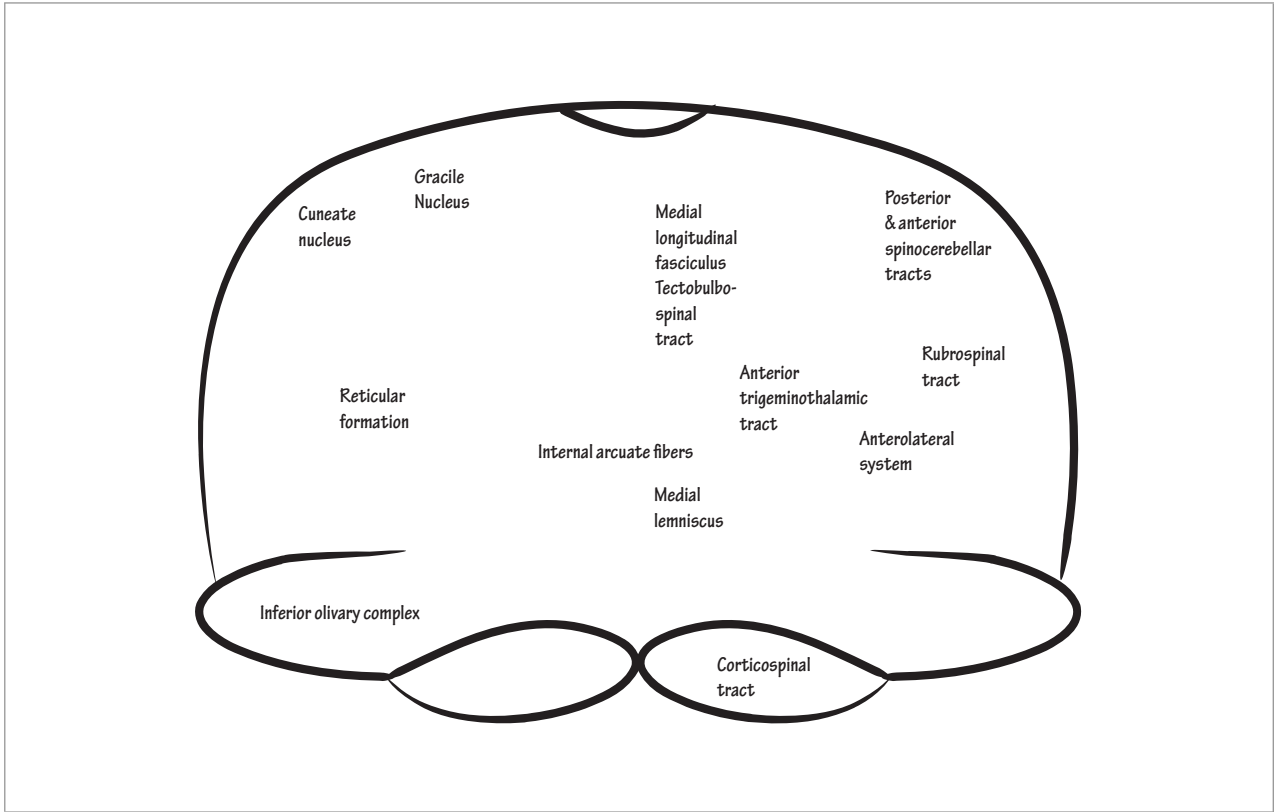 Gracile
Nucleus
Cuneate
nucleus
Medial
longitudinal
fasciculus
Tectobulbo-
spinal
tract
Posterior
& anterior
spinocerebellar
tracts
Rubrospinal
tract
Anterior
trigeminothalamic
tract
Reticular
formation
Anterolateral
system
Internal arcuate fibers
Medial
lemniscus
Inferior olivary complex
Corticospinal
tract